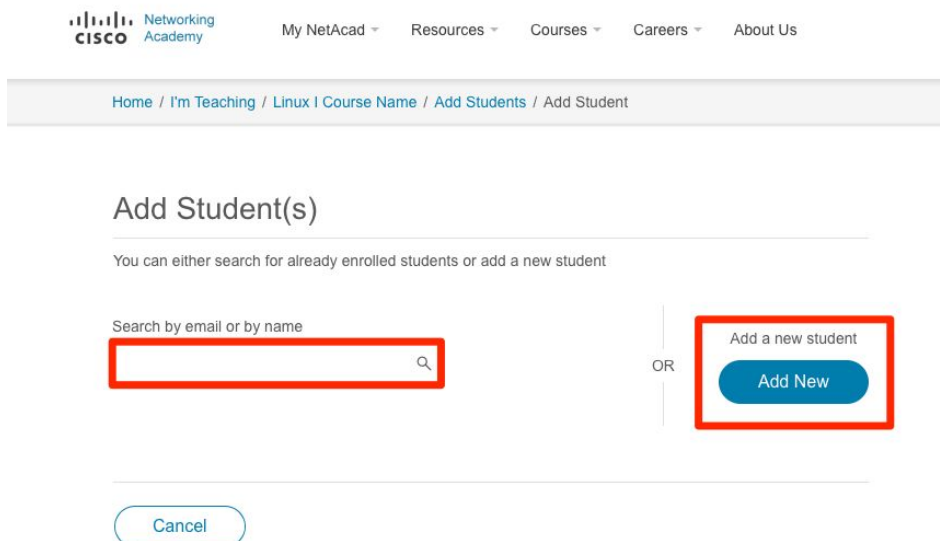 CISCO Networking Academy
My NetAcad Resources Courses Careers About Us
Home / I'm Teaching / Linux I Course Name / Add Students / Add Student
Add Student(s)
You can either search for already enrolled students or add a new student
Search by email or by name
OR
Add a new student
Add New
Cancel